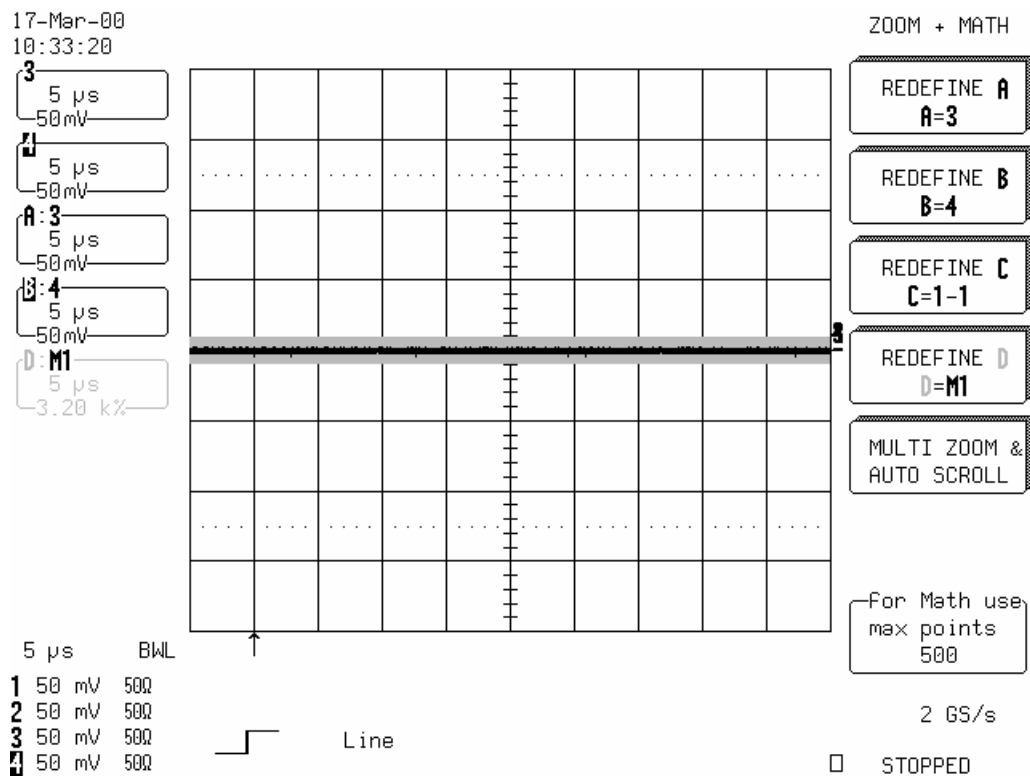 17-Mar-00
10:33:20
3
5 µs
50mV
4
5 µs
50mV
A:3
5 µs
50mV
B:4
5 µs
50mV
D:M1
5 µs
3.20 k%
5 µs BWL
1 50 mV 50Ω
2 50 mV 50Ω
3 50 mV 50Ω
4 50 mV 50Ω
Line
ZOOM + MATH
REDEFINE A
A=3
REDEFINE B
B=4
REDEFINE C
C=1-1
REDEFINE D
D=M1
MULTI ZOOM &
AUTO SCROLL
For Math use
max points
500
2 GS/s
STOPPED